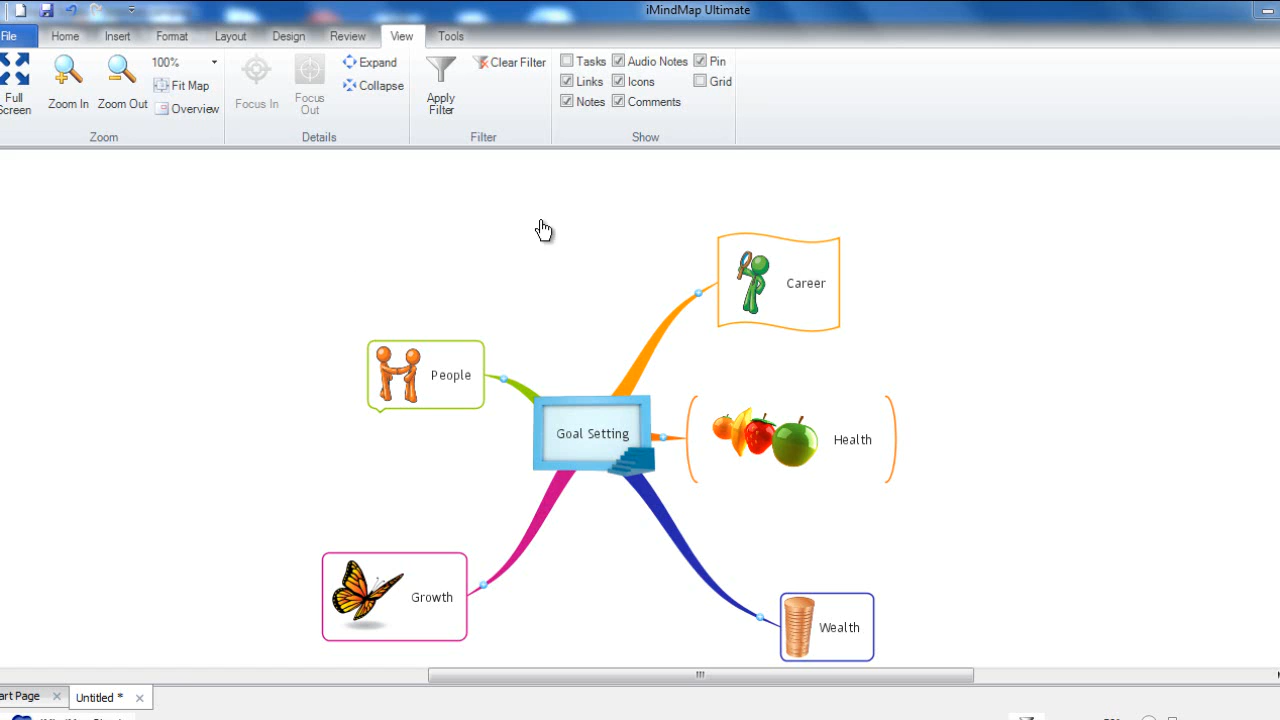 iMindMap Ultimate
File Home Insert Format Layout Design Review View Tools
100%
Expand
Clear Filter
Tasks Audio Notes Pin
Fit Map
Collapse
Links Icons Grid
Full
Screen
Zoom In
Zoom Out
Overview
Focus In
Focus
Out
Apply
Filter
Notes Comments
Zoom Details Filter Show
Career
People
Goal Setting
Health
Growth
Wealth
art Page
Untitled *